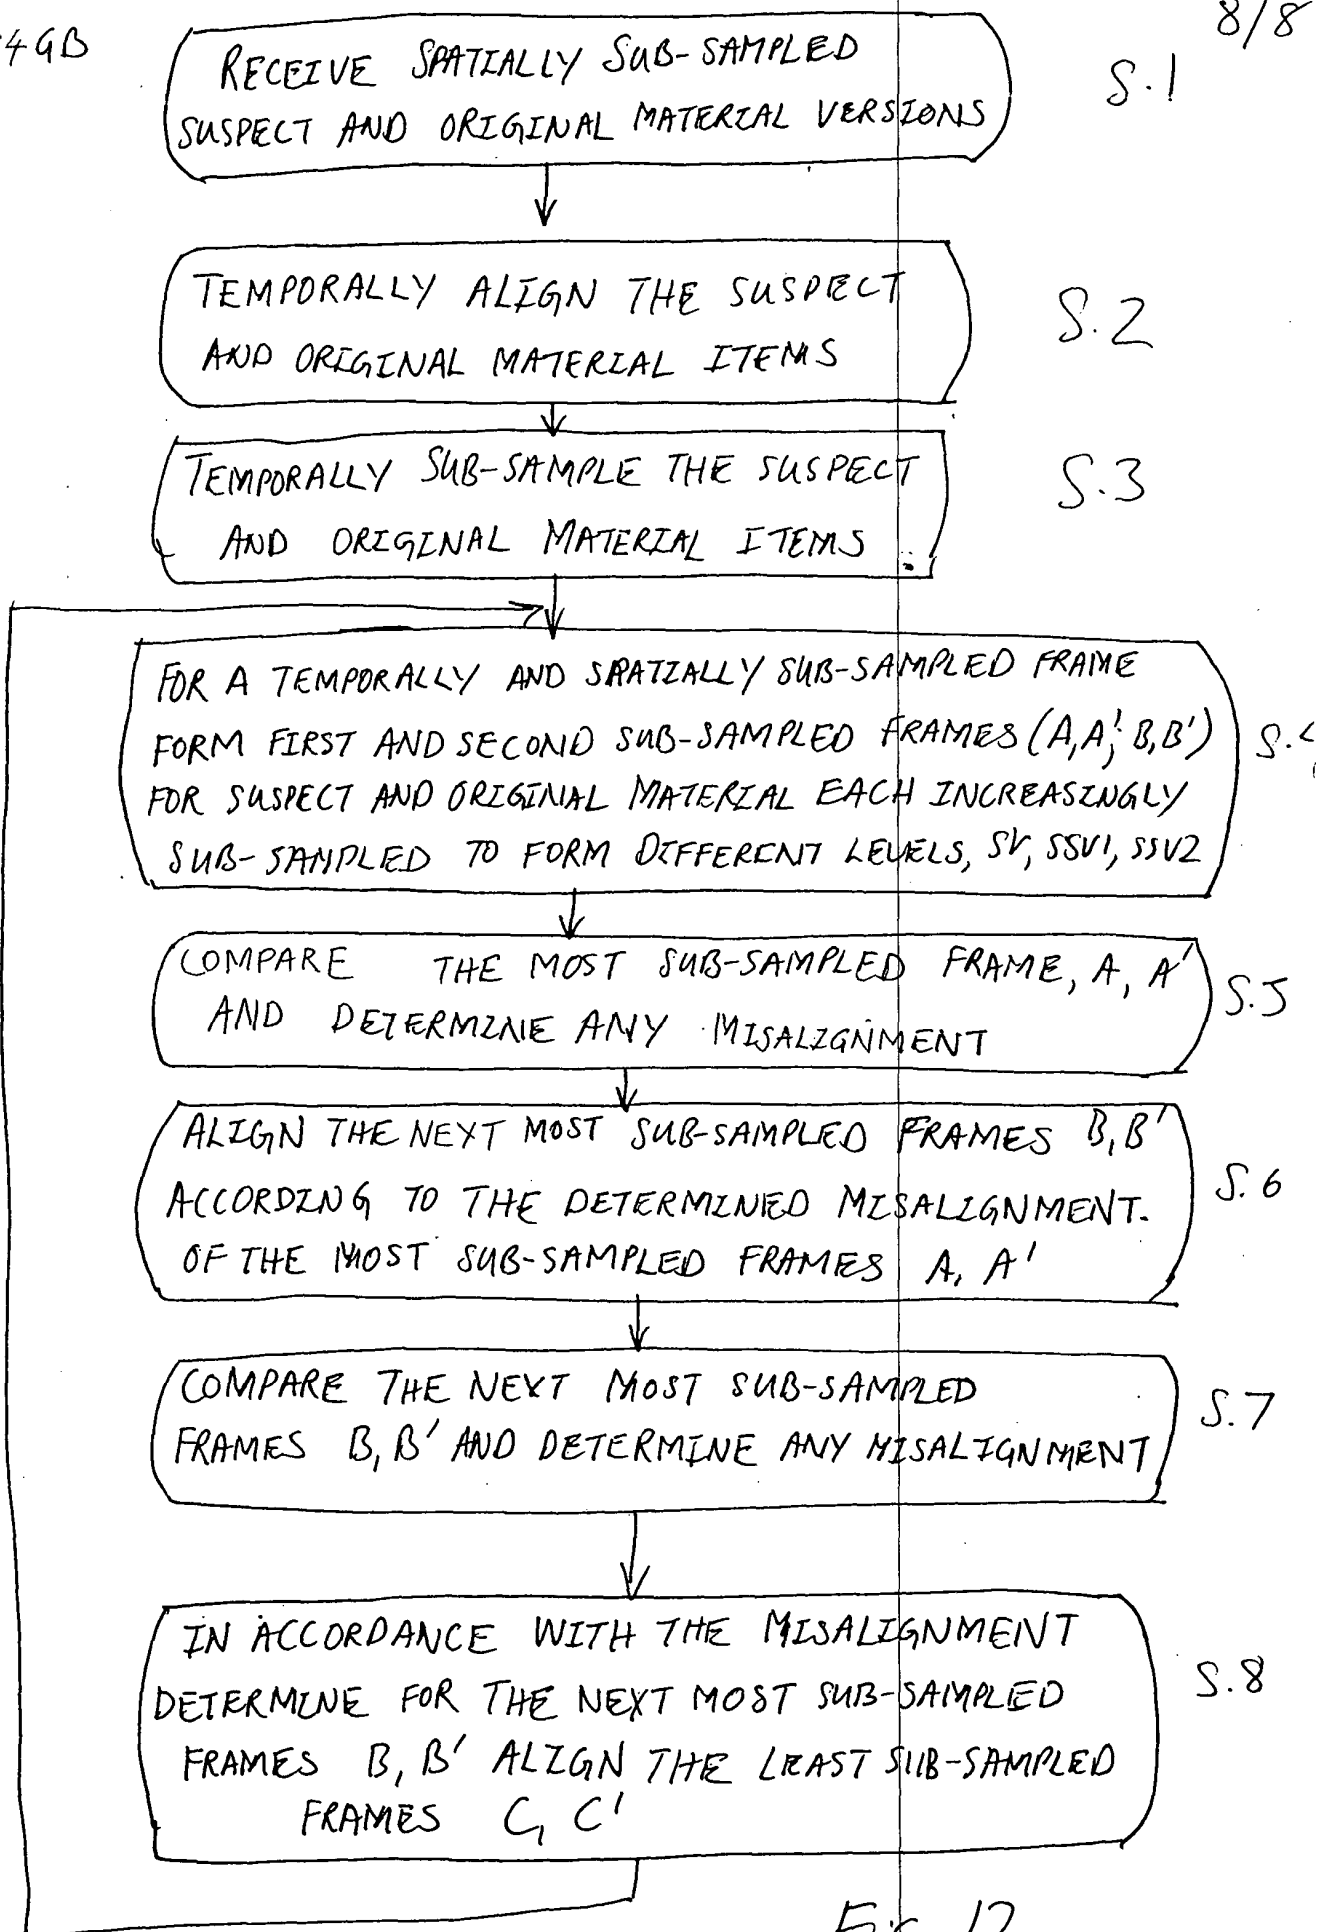 4GB
8/8
RECEIVE SPATIALLY SUB-SAMPLED
SUSPECT AND ORIGINAL MATERIAL VERSIONS
S.1
TEMPORALLY ALIGN THE SUSPECT
AND ORIGINAL MATERIAL ITEMS
S.2
TEMPORALLY SUB-SAMPLE THE SUSPECT
AND ORIGINAL MATERIAL ITEMS
S.3
FOR A TEMPORALLY AND SPATIALLY SUB-SAMPLED FRAME
FORM FIRST AND SECOND SUB-SAMPLED FRAMES (A,A'; B,B')
FOR SUSPECT AND ORIGINAL MATERIAL EACH INCREASINGLY
SUB-SAMPLED TO FORM DIFFERENT LEVELS, SV, SSV1, SSV2
COMPARE THE MOST SUB-SAMPLED FRAME, A, A'
AND DETERMINE ANY MISALIGNMENT
S.5
ALIGN THE NEXT MOST SUB-SAMPLED FRAMES B, B'
ACCORDING TO THE DETERMINED MISALIGNMENT.
OF THE MOST SUB-SAMPLED FRAMES A, A'
S.6
COMPARE THE NEXT MOST SUB-SAMPLED
FRAMES B, B' AND DETERMINE ANY MISALIGNMENT
S.7
IN ACCORDANCE WITH THE MISALIGNMENT
DETERMINE FOR THE NEXT MOST SUB-SAMPLED
FRAMES B, B' ALIGN THE LEAST SUB-SAMPLED
FRAMES C, C'
S.8